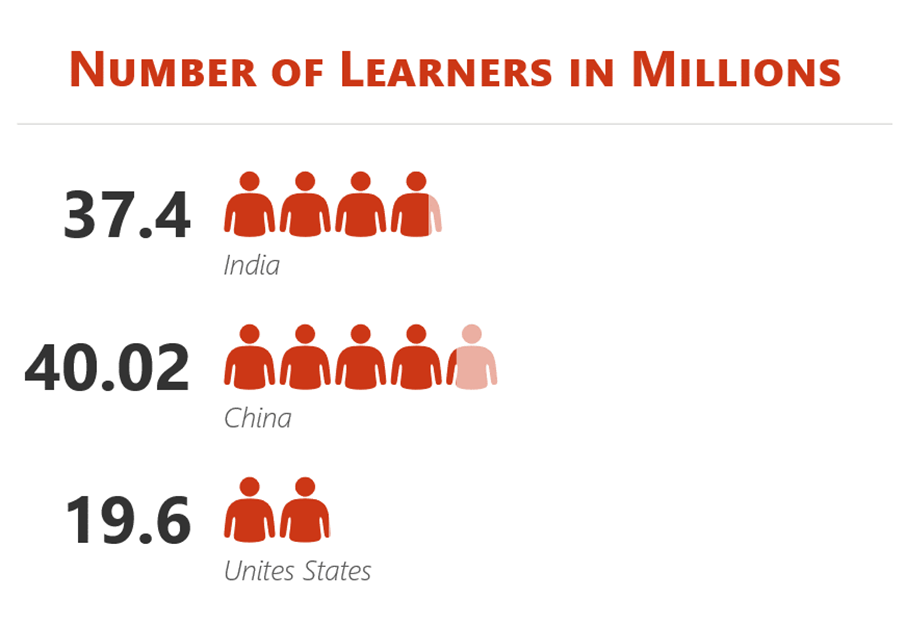 Number of Learners in Millions
37.4
India
40.02
China
19.6
Unites States